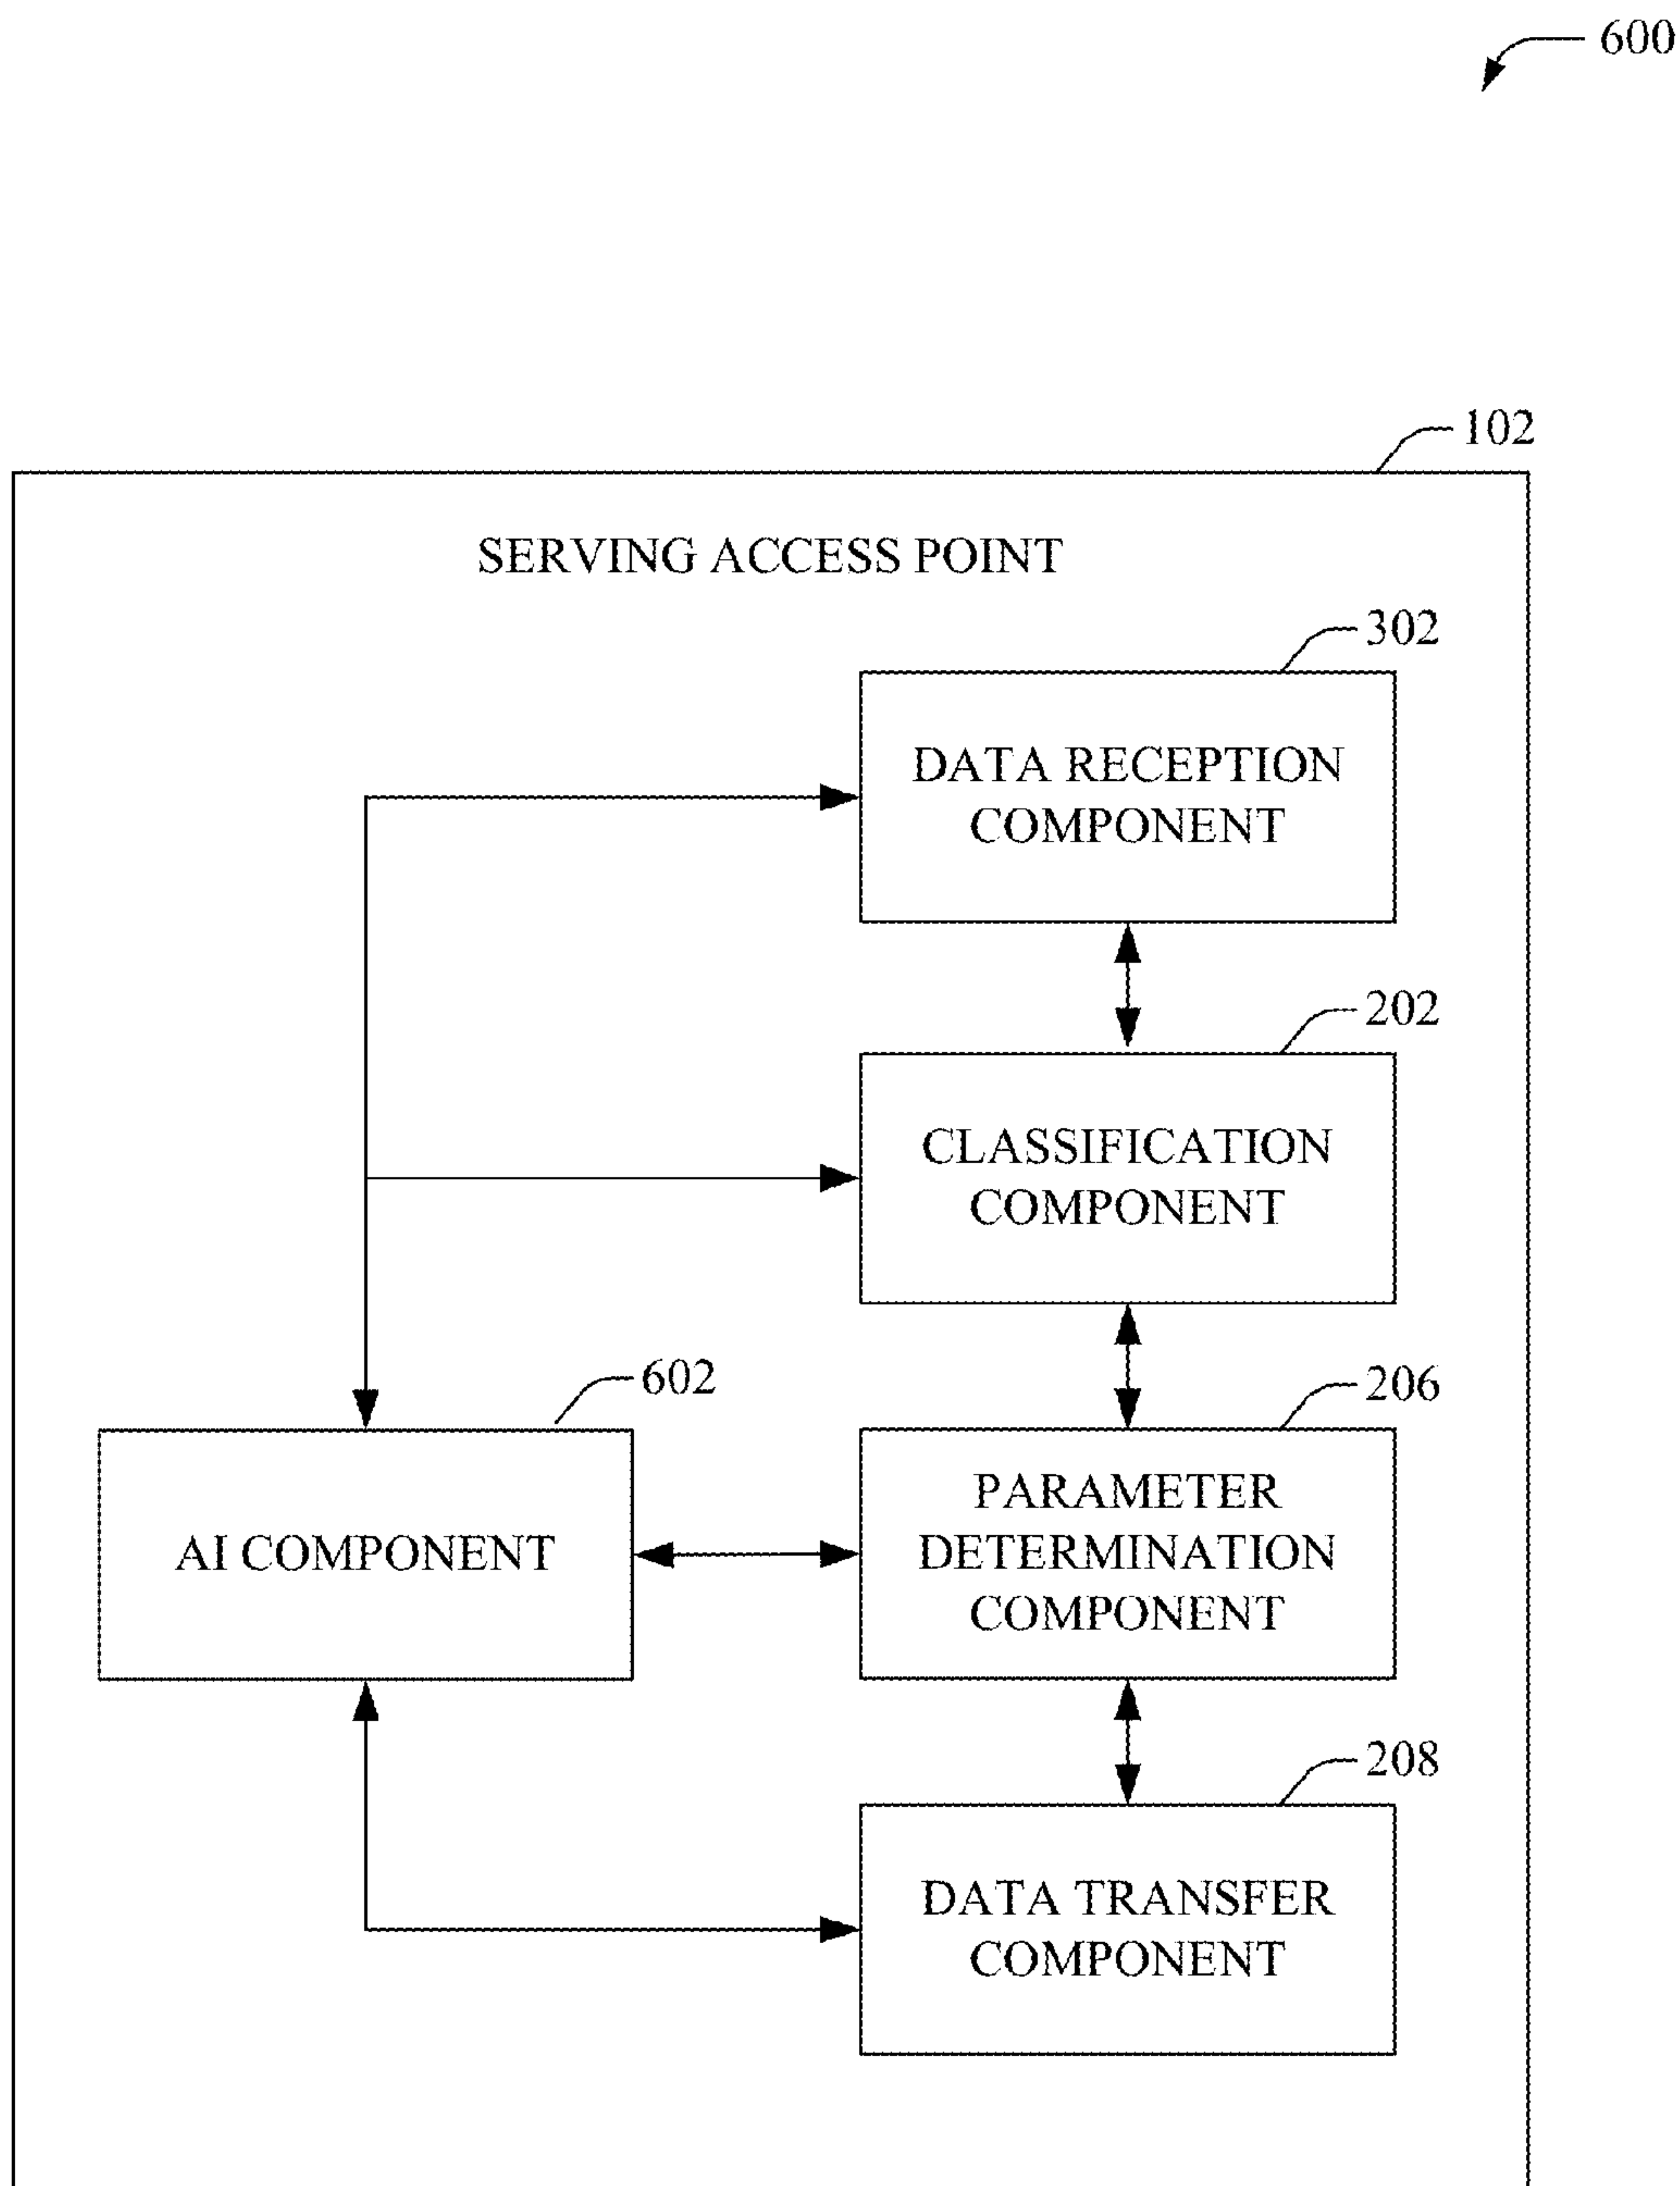 600
102
SERVING ACCESS POINT
302
DATA RECEPTION
COMPONENT
202
CLASSIFICATION
COMPONENT
602
206
AI COMPONENT
PARAMETER
DETERMINATION
COMPONENT
208
DATA TRANSFER
COMPONENT